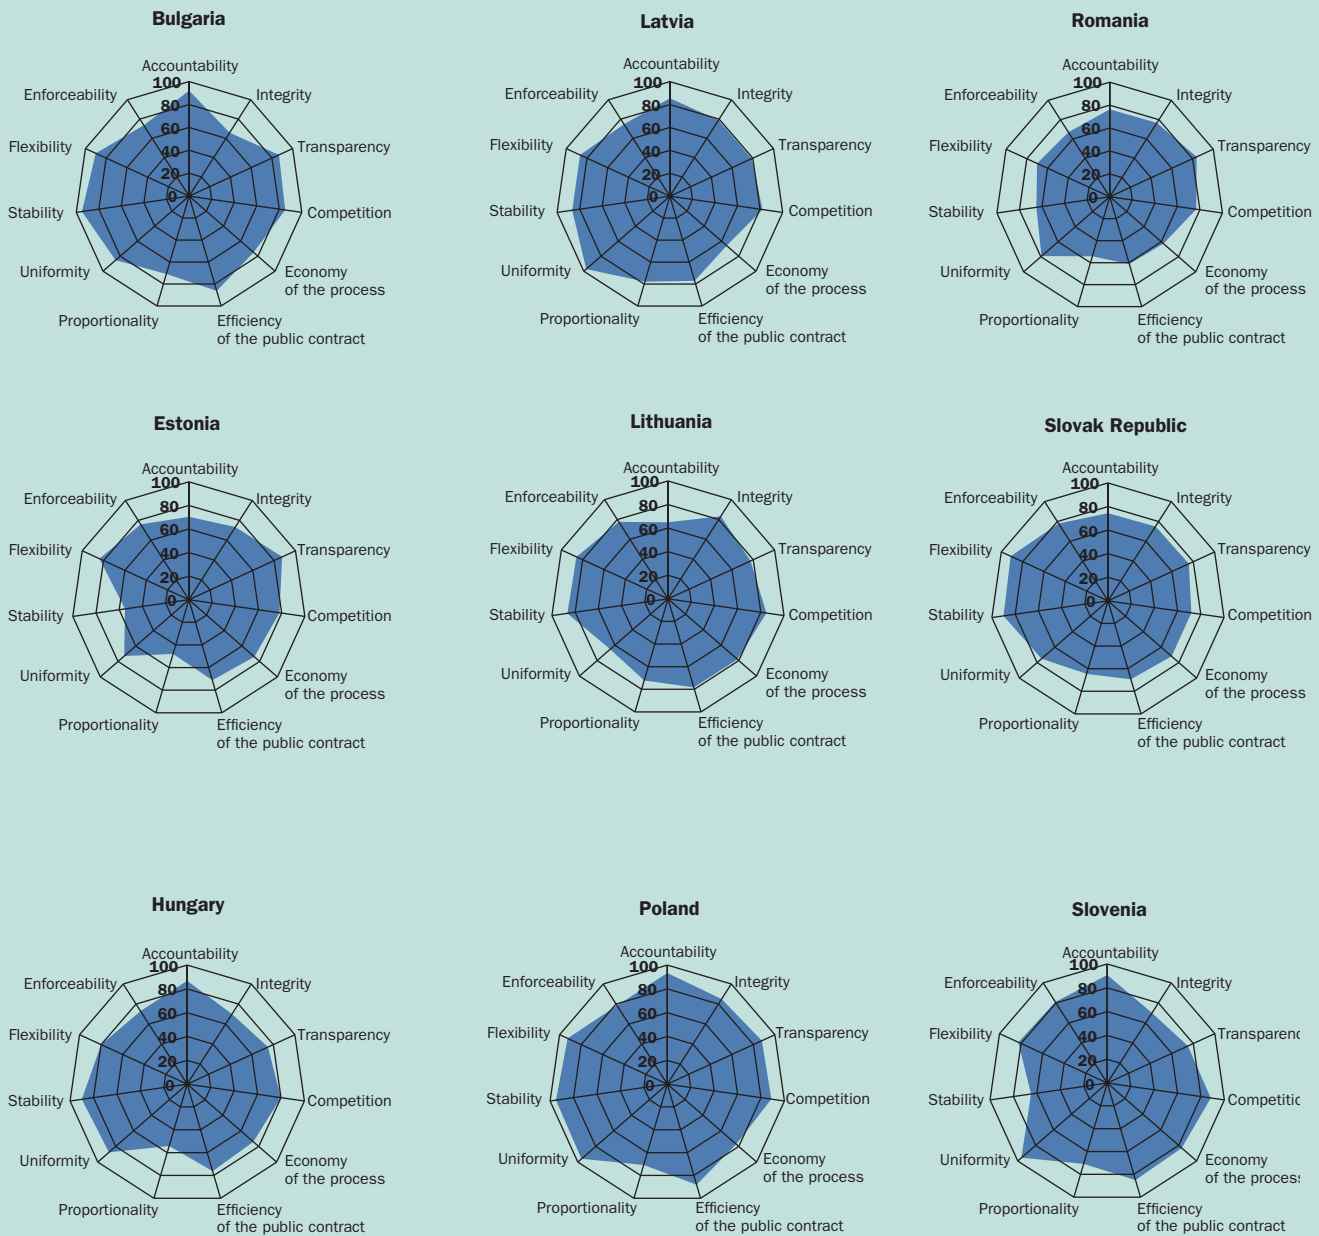 Bulgaria
Accountability
Integrity
Transparency
Competition
Economy
of the process
Efficiency
of the public contract
Proportionality
Uniformity
Stability
Flexibility
Enforceability
100
80
60
40
20
0
Latvia
Accountability
Integrity
Transparency
Competition
Economy
of the process
Efficiency
of the public contract
Proportionality
Uniformity
Stability
Flexibility
Enforceability
100
80
60
40
20
0
Romania
Accountability
Integrity
Transparency
Competition
Economy
of the process
Efficiency
of the public contract
Proportionality
Uniformity
Stability
Flexibility
Enforceability
100
80
60
40
20
0
Estonia
Accountability
Integrity
Transparency
Competition
Economy
of the process
Efficiency
of the public contract
Proportionality
Uniformity
Stability
Flexibility
Enforceability
100
80
60
40
20
0
Lithuania
Accountability
Integrity
Transparency
Competition
Economy
of the process
Efficiency
of the public contract
Proportionality
Uniformity
Stability
Flexibility
Enforceability
100
80
60
40
20
0
Slovak Republic
Accountability
Integrity
Transparency
Competition
Economy
of the process
Efficiency
of the public contract
Proportionality
Uniformity
Stability
Flexibility
Enforceability
100
80
60
40
20
0
Hungary
Accountability
Integrity
Transparency
Competition
Economy
of the process
Efficiency
of the public contract
Proportionality
Uniformity
Stability
Flexibility
Enforceability
100
80
60
40
20
0
Poland
Accountability
Integrity
Transparency
Competition
Economy
of the process
Efficiency
of the public contract
Proportionality
Uniformity
Stability
Flexibility
Enforceability
100
80
60
40
20
0
Slovenia
Accountability
Integrity
Transparenc
Competitic
Economy
of the process
Efficiency
of the public contract
Proportionality
Uniformity
Stability
Flexibility
Enforceability
100
80
60
40
20
0